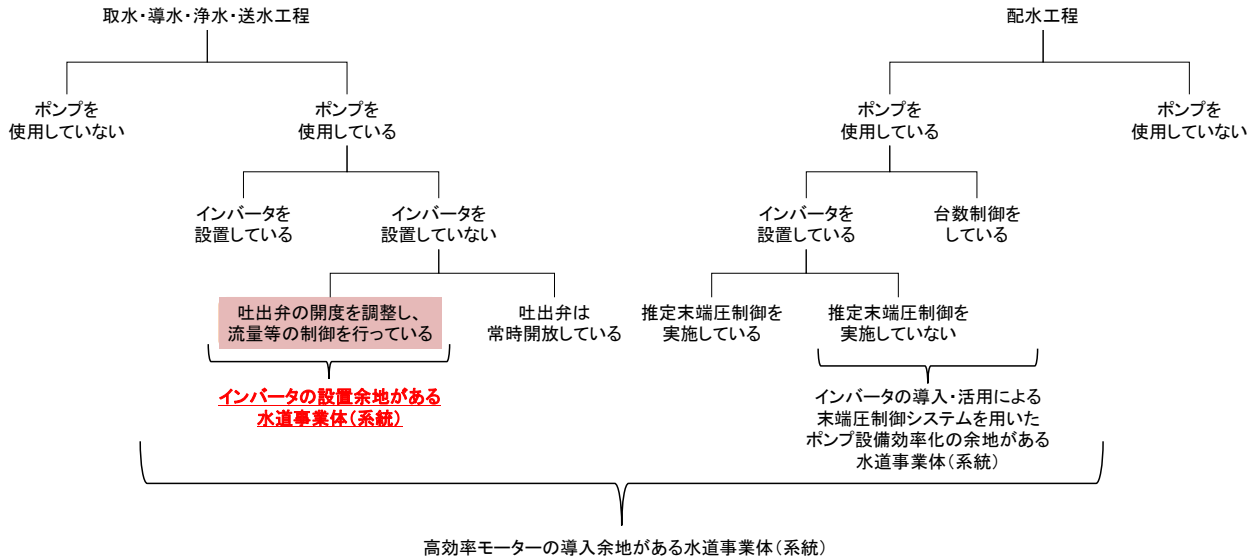 取水・導水・浄水・送水工程
配水工程
ポンプを
使用していない
ポンプを
使用している
ポンプを
使用している
ポンプを
使用していない
インバータを
設置している
インバータを
設置していない
インバータを
設置している
台数制御を
している
吐出弁の開度を調整し、
流量等の制御を行っている
吐出弁は
常時開放している
推定末端圧制御を
実施している
推定末端圧制御を
実施していない
インバータの設置余地がある
水道事業体(系統)
インバータの導入・活用による
末端圧制御システムを用いた
ポンプ設備効率化の余地がある
水道事業体(系統)
高効率モーターの導入余地がある水道事業体(系統)